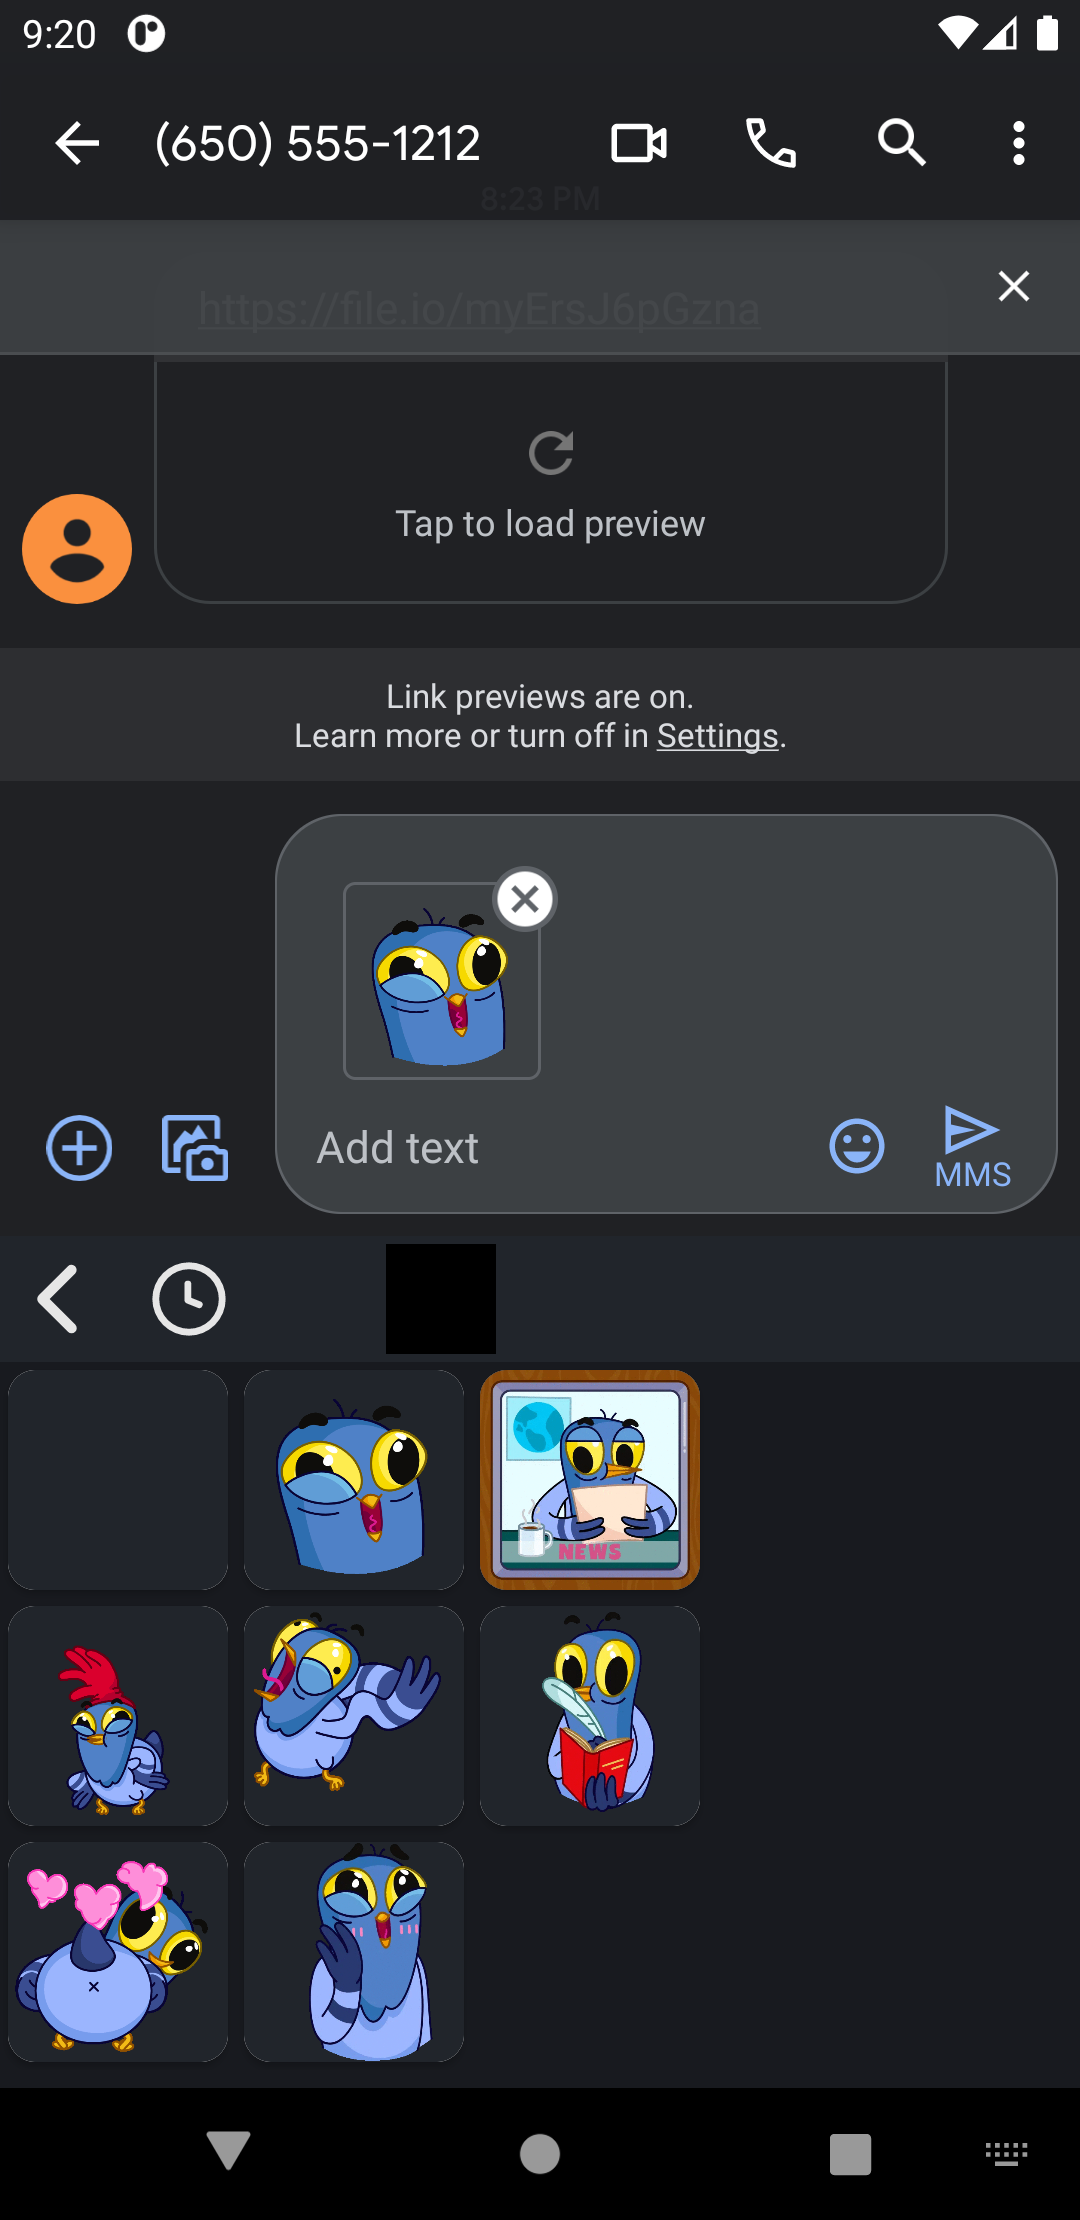 9:20
(650) 555-1212
8:23 PM
https://file.io/myErsJ6pGzna
Tap to load preview
Link previews are on.
Learn more or turn off in Settings.
Add text
MMS
NEWS